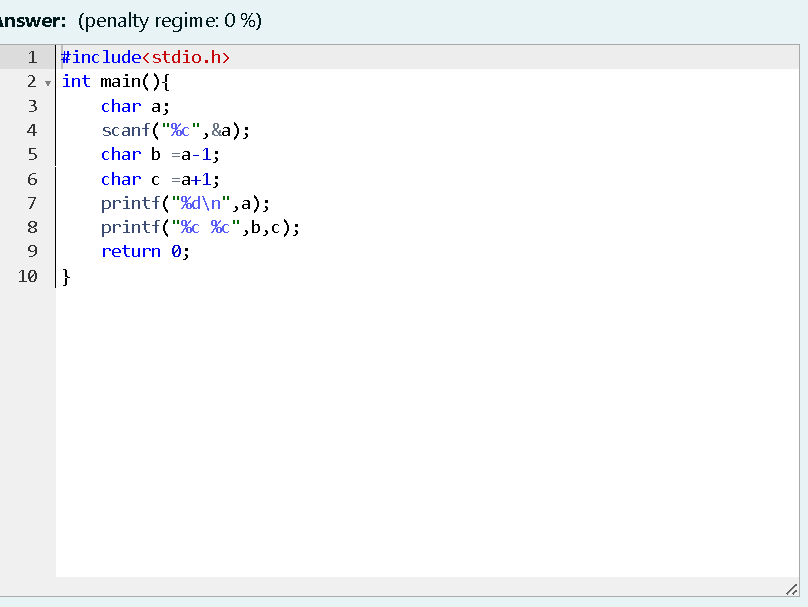 Answer: (penalty regime: 0 %)
1 #include<stdio.h>
2 int main(){
3 char a;
4 scanf("%c",&a);
5 char b =a-1;
6 char c =a+1;
7 printf("%d\n",a);
8 printf("%c %c",b,c);
9 return 0;
10 }